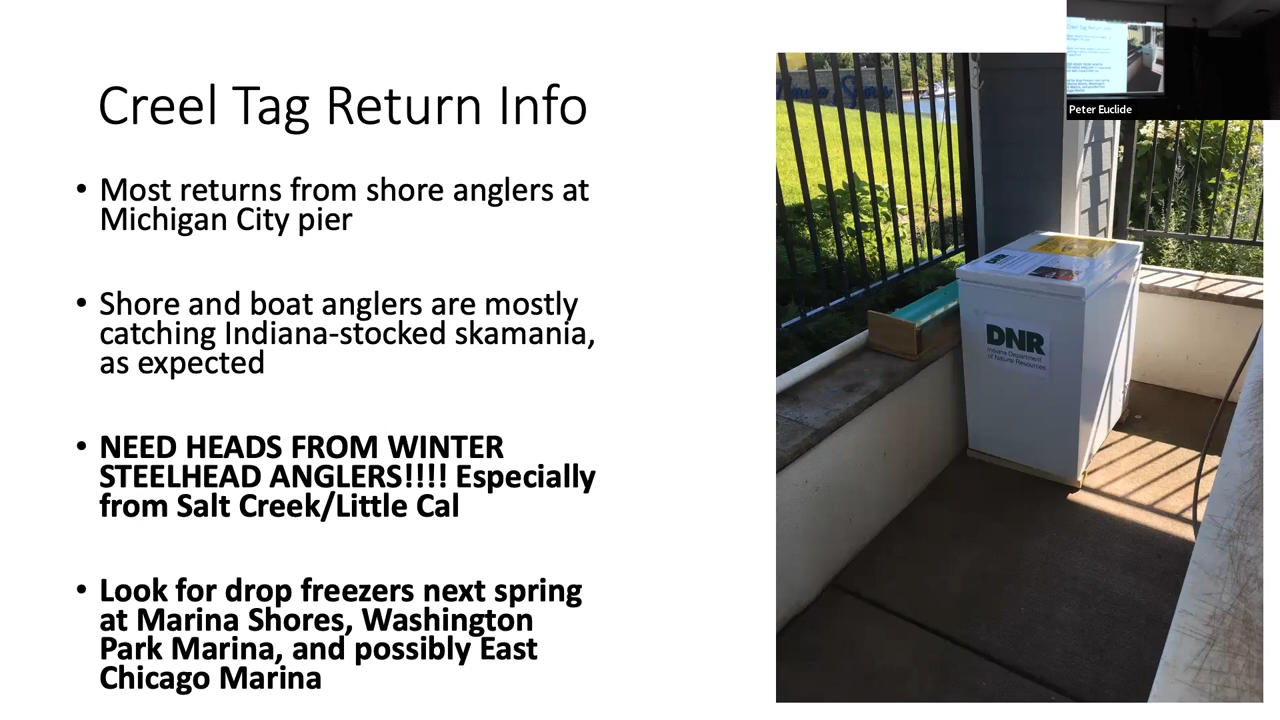 Creel Tag Return Info
• Most returns from shore anglers at
Michigan City pier
• Shore and boat anglers are mostly
catching Indiana-stocked skamania,
as expected
• NEED HEADS FROM WINTER
STEELHEAD ANGLERS!!!! Especially
from Salt Creek/Little Cal
• Look for drop freezers next spring
at Marina Shores, Washington
Park Marina, and possibly East
Chicago Marina
DNR
Indiana Department
of Natural Resources
Peter Euclide